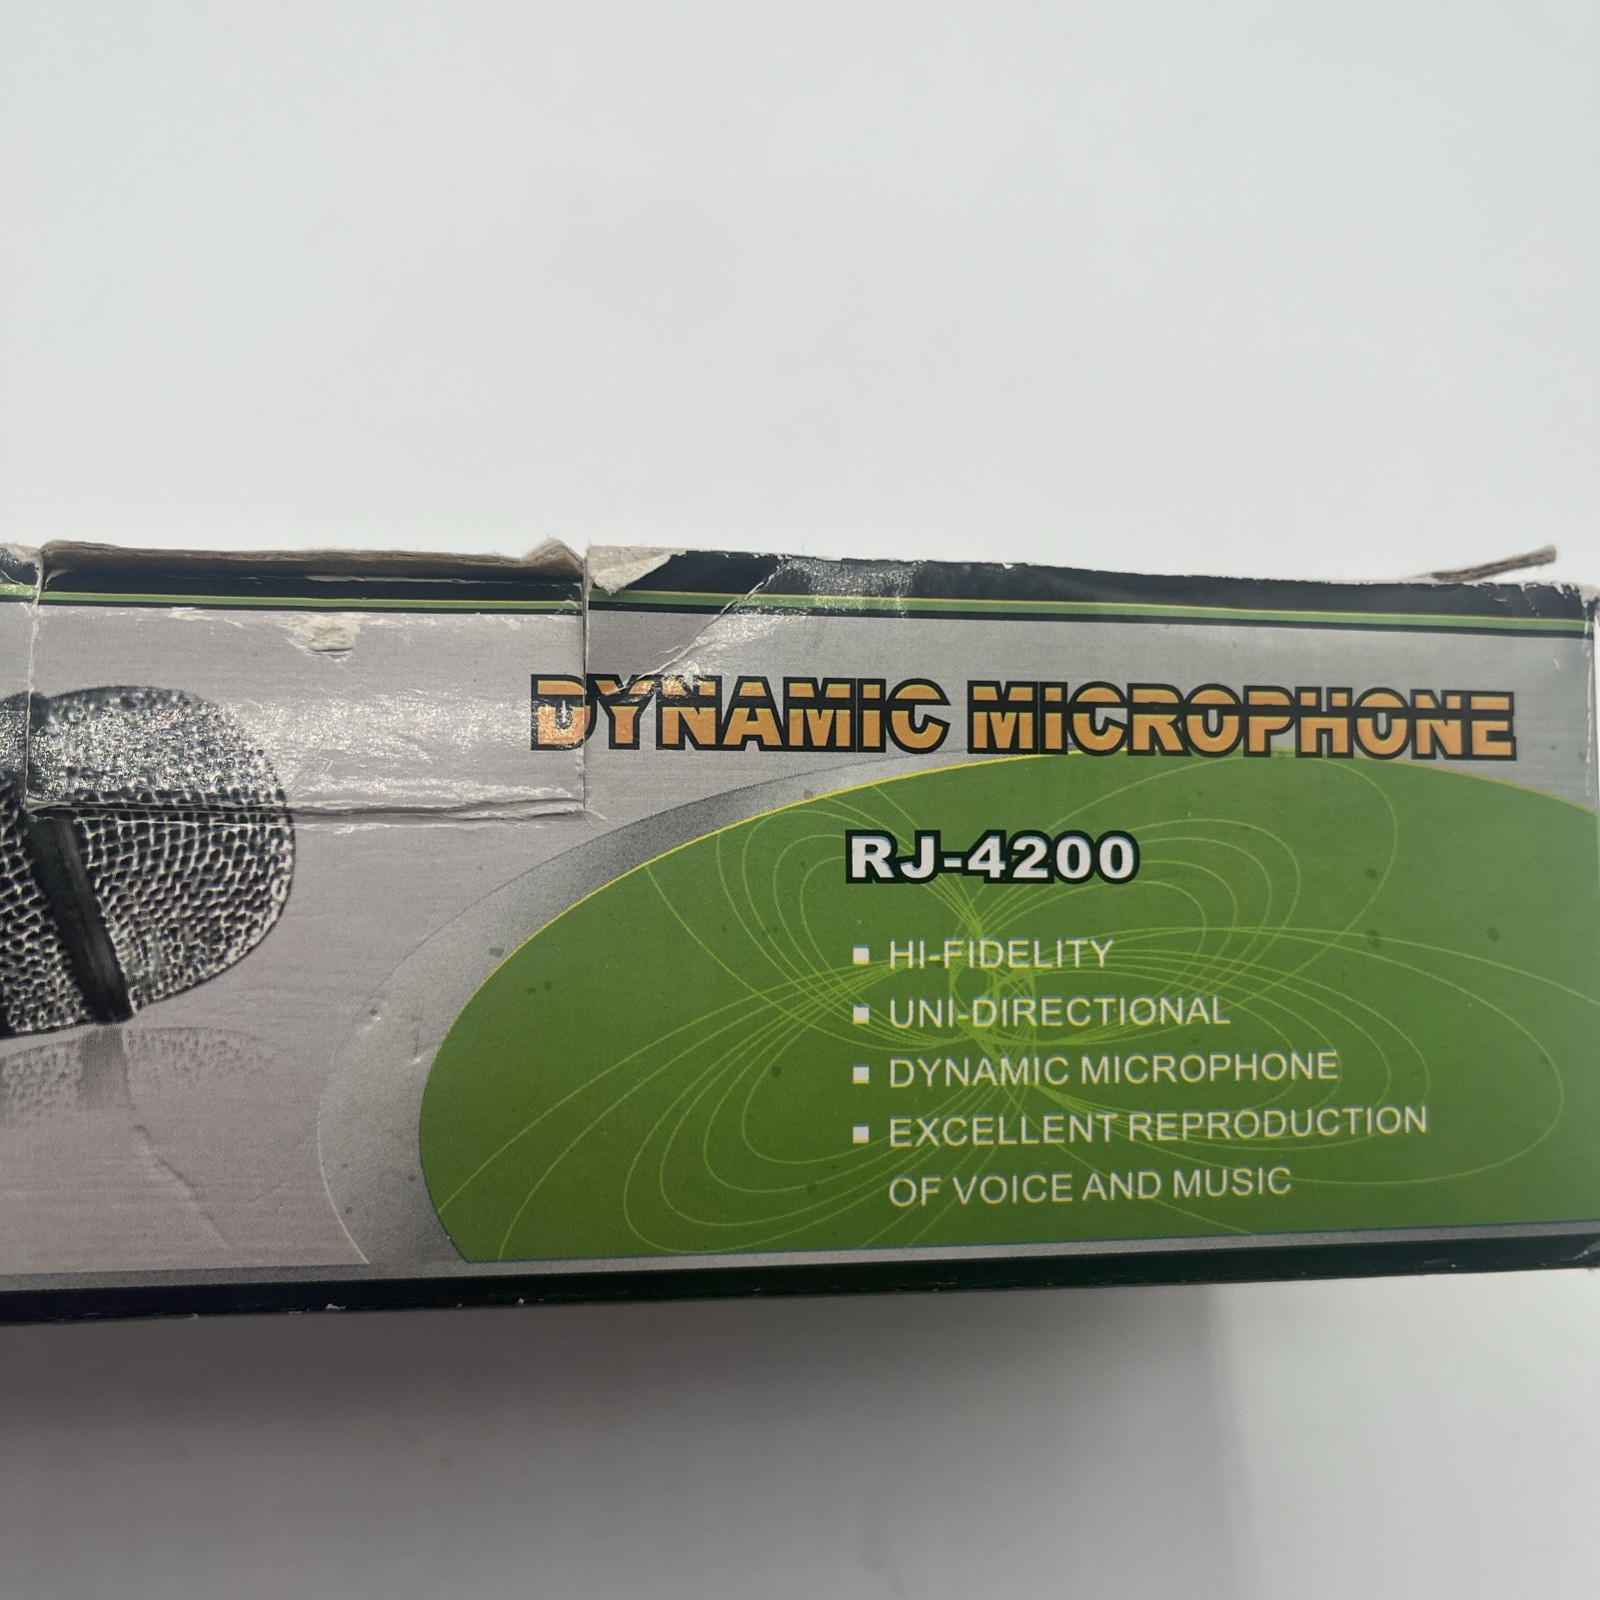 DYNAMIC MICROPHONE
RJ-4200
▪ HI-FIDELITY
▪ UNI-DIRECTIONAL
▪ DYNAMIC MICROPHONE
▪ EXCELLENT REPRODUCTION
OF VOICE AND MUSIC